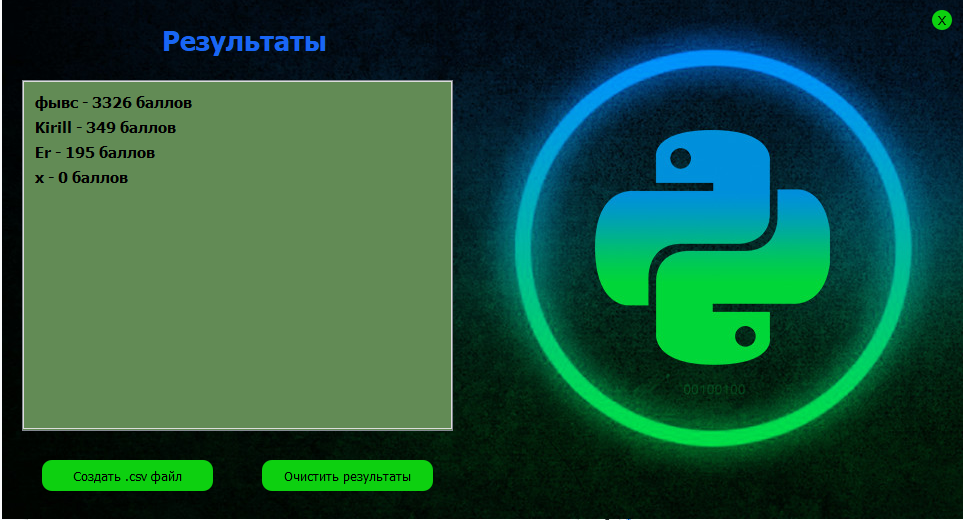 Результаты
X
фывс - 3326 баллов
Kirill - 349 баллов
Er - 195 баллов
x - 0 баллов
00100100
Создать .csv файл
Очистить результаты